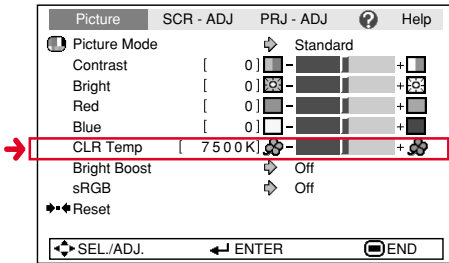 Picture SCR - ADJ PRJ - ADJ ? Help
Picture Mode Standard
Contrast [ 0 ] - +
Bright [ 0 ] - +
Red [ 0 ] - +
Blue [ 0 ] - +
CLR Temp [ 7500K] - +
Bright Boost Off
sRGB Off
Reset
SEL./ADJ. ENTER END